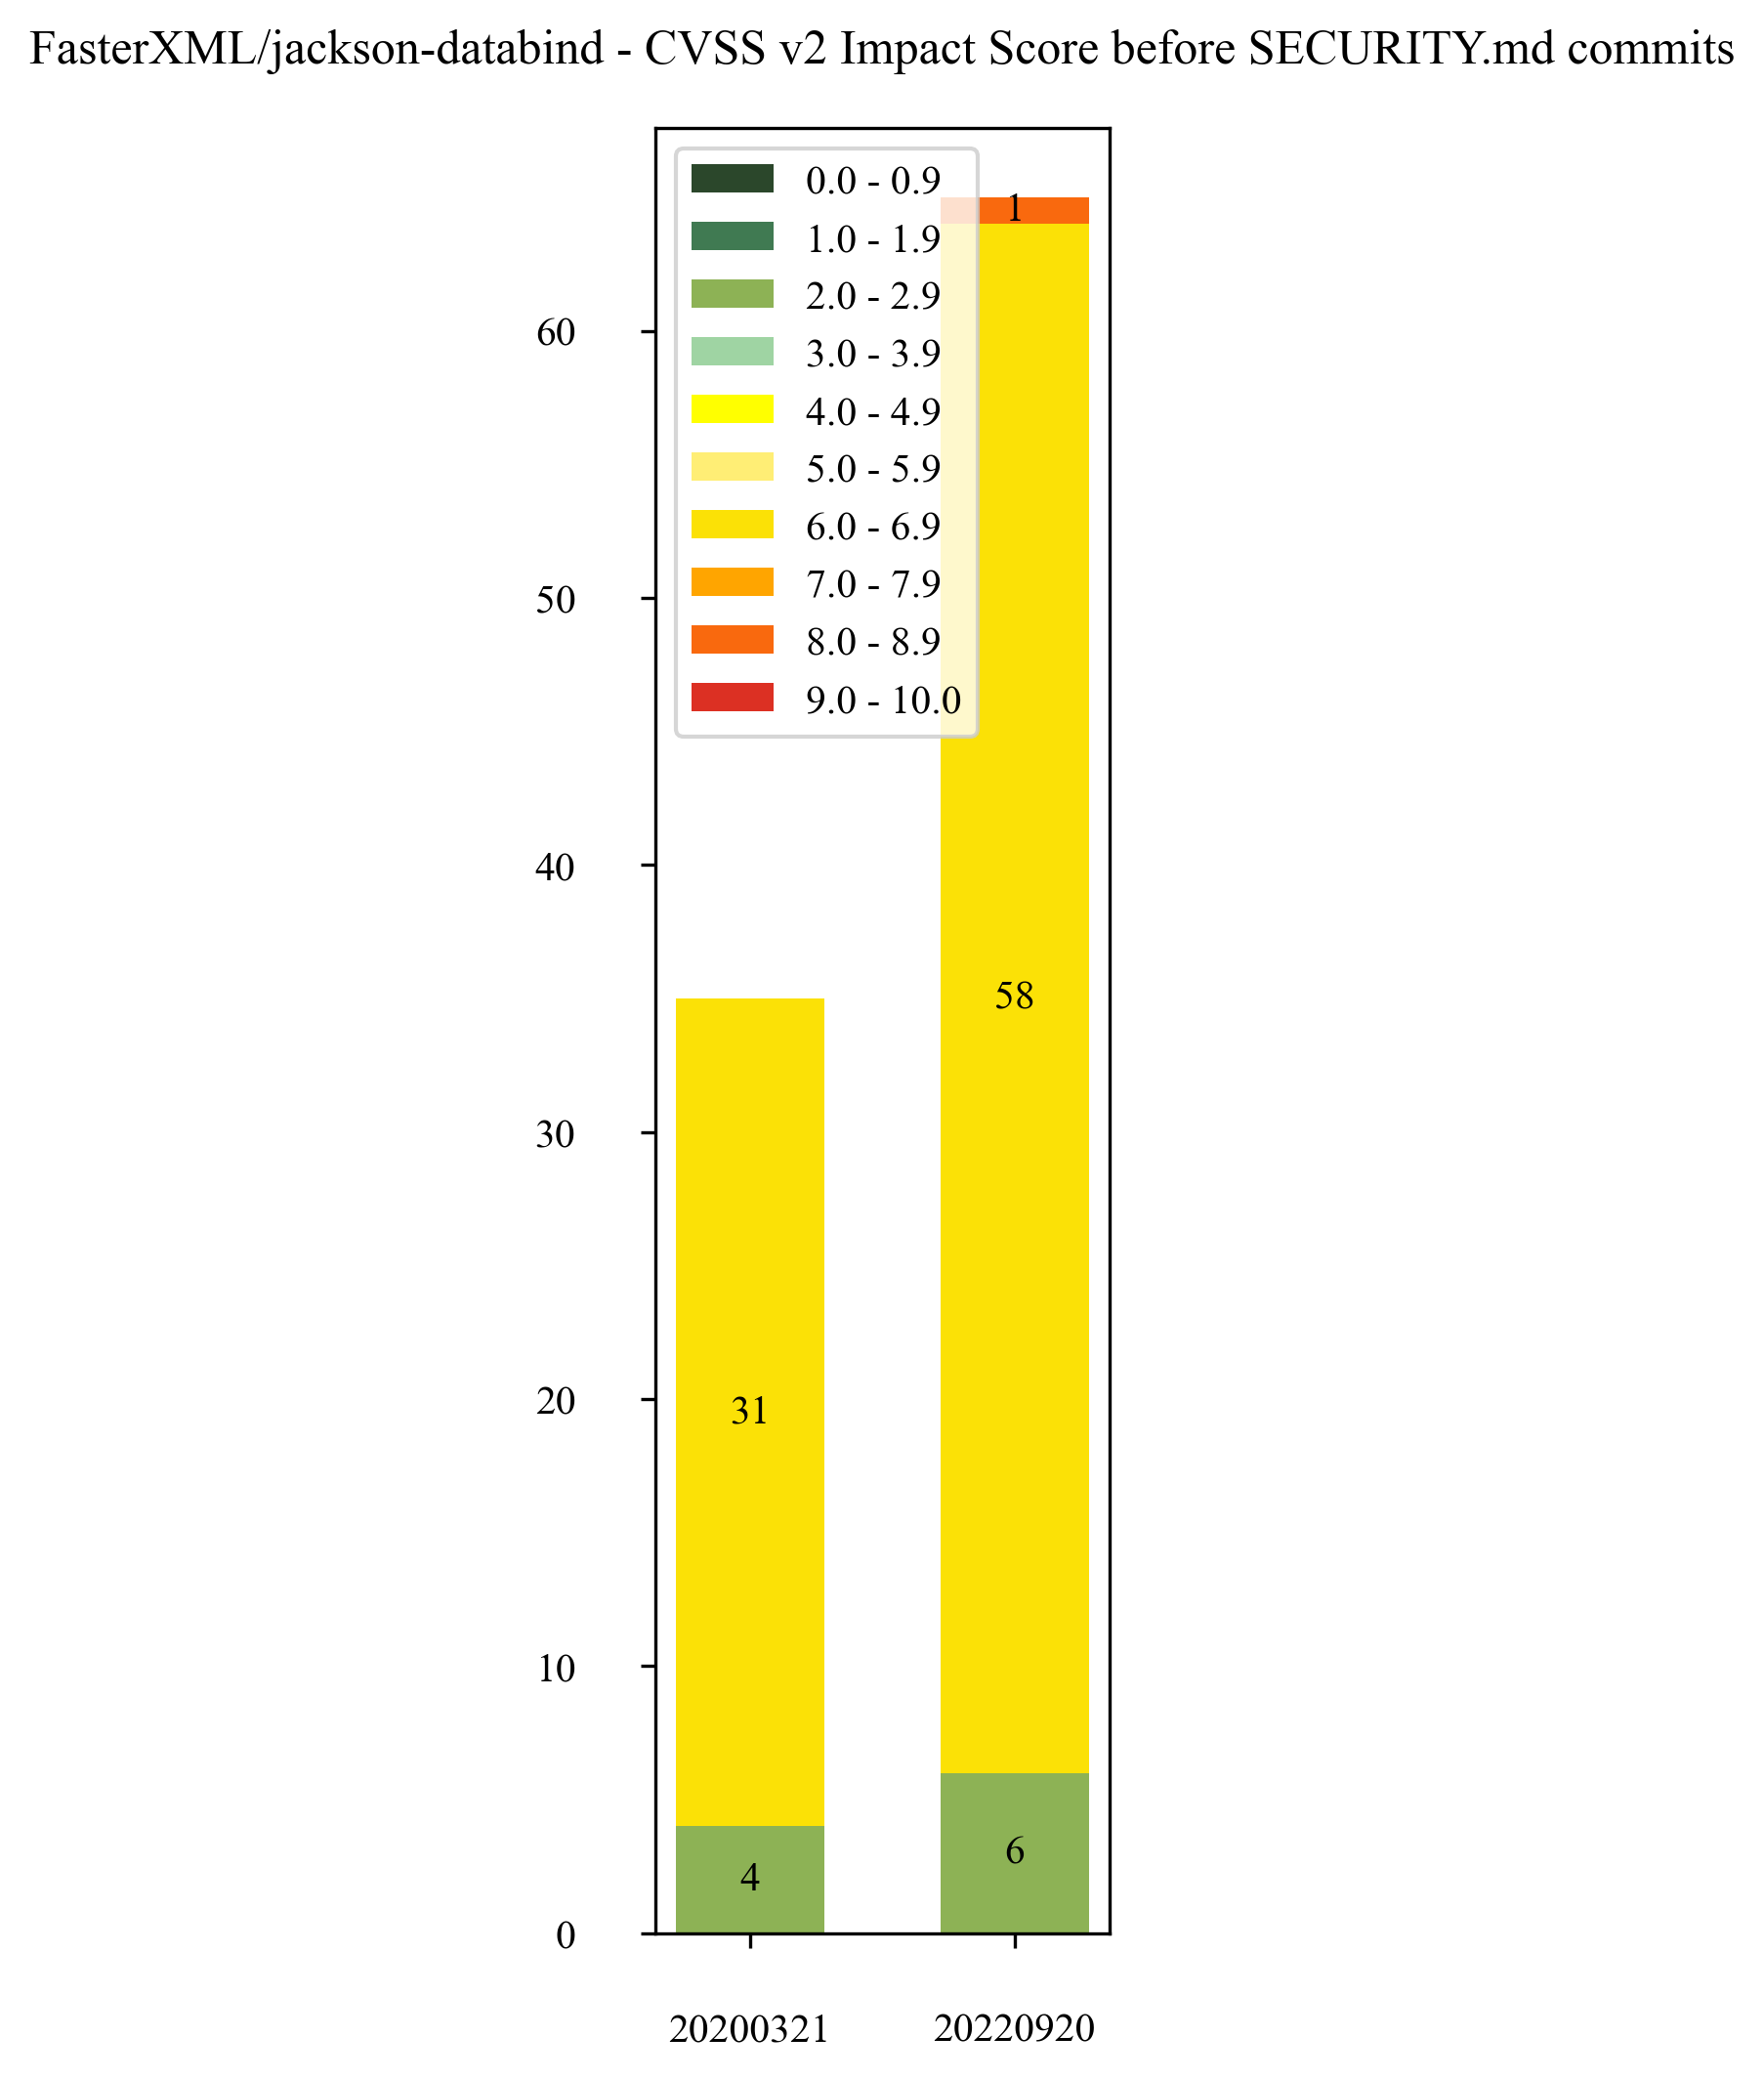 FasterXML/jackson-databind - CVSS v2 Impact Score before SECURITY.md commits
0.0 - 0.9
1.0 - 1.9
2.0 - 2.9
3.0 - 3.9
4.0 - 4.9
5.0 - 5.9
6.0 - 6.9
7.0 - 7.9
8.0 - 8.9
9.0 - 10.0
1
60
50
40
58
30
31
20
10
6
4
0
20200321 20220920